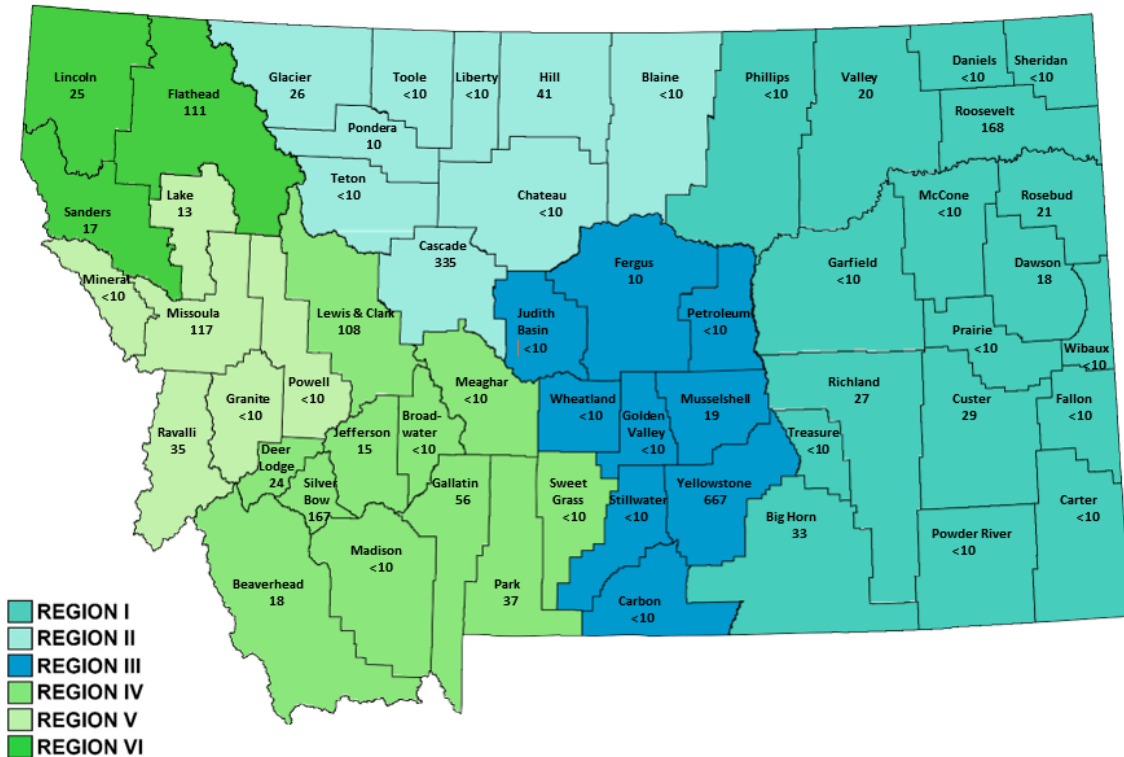 Lincoln
25
Flathead
111
Glacier
26
Toole
<10
Liberty
<10
Hill
41
Blaine
<10
Phillips
<10
Valley
20
Daniels
<10
Sheridan
<10
Roosevelt
168
Pondera
10
Teton
<10
Chateau
<10
Sanders
17
Lake
13
McCone
<10
Rosebud
21
Cascade
335
Fergus
10
Garfield
<10
Dawson
18
Mineral
<10
Missoula
117
Lewis & Clark
108
Judith
Basin
<10
Petroleum
<10
Prairie
<10
Wibaux
<10
Powell
<10
Granite
<10
Meaghar
<10
Wheatland
<10
Golden
Valley
<10
Musselshell
19
Richland
27
Custer
29
Fallon
<10
Ravalli
35
Deer
Lodge
24
Jefferson
15
Broad-
water
<10
Treasure
<10
Silver
Bow
167
Gallatin
56
Sweet
Grass
<10
Stillwater
<10
Yellowstone
667
Big Horn
33
Carter
<10
Powder River
<10
Madison
<10
Beaverhead
18
Park
37
Carbon
<10
REGION I
REGION II
REGION III
REGION IV
REGION V
REGION VI